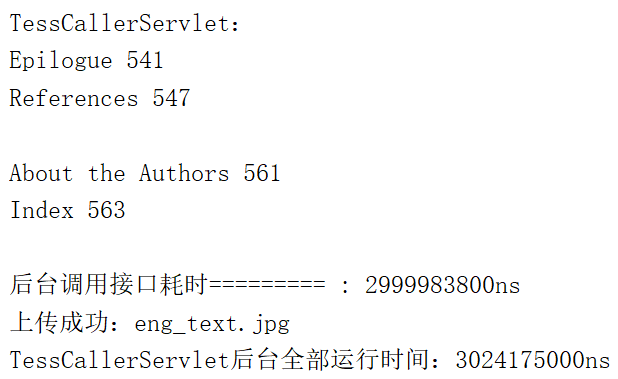 TessCallerServlet:
Epilogue 541
References 547
About the Authors 561
Index 563
后台调用接口耗时========= : 2999983800ns
上传成功：eng_text.jpg
TessCallerServlet后台全部运行时间：3024175000ns